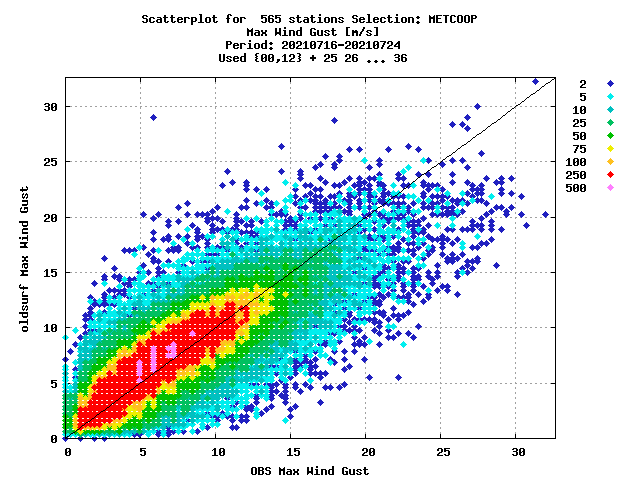 Scatterplot for  565 stations Selection: METCOOP
Max Wind Gust [m/s]
Period: 20210716-20210724
Used {00,12} + 25 26 ... 36
oldsurf Max Wind Gust
30
25
20
15
10
5
0
0 5 10 15 20 25 30
OBS Max Wind Gust
2
5
10
25
50
75
100
250
500